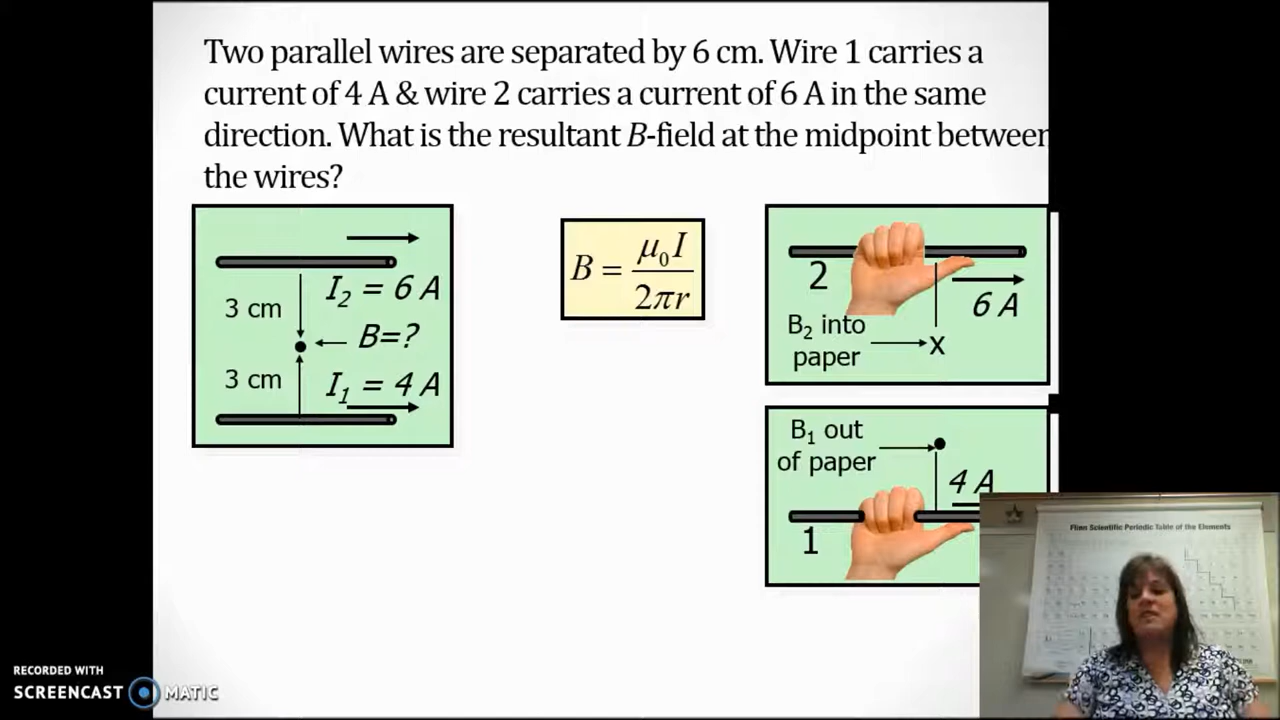 Two parallel wires are separated by 6 cm. Wire 1 carries a
current of 4 A & wire 2 carries a current of 6 A in the same
direction. What is the resultant B-field at the midpoint between
the wires?
I₂ = 6 A
3 cm
B=?
3 cm
I₁ = 4 A
B = μ₀I / 2πr
2
6 A
B₂ into
paper
x
B₁ out
of paper
4 A
1
Flinn Scientific Periodic Table of the Elements
RECORDED WITH
SCREENCAST MATIC